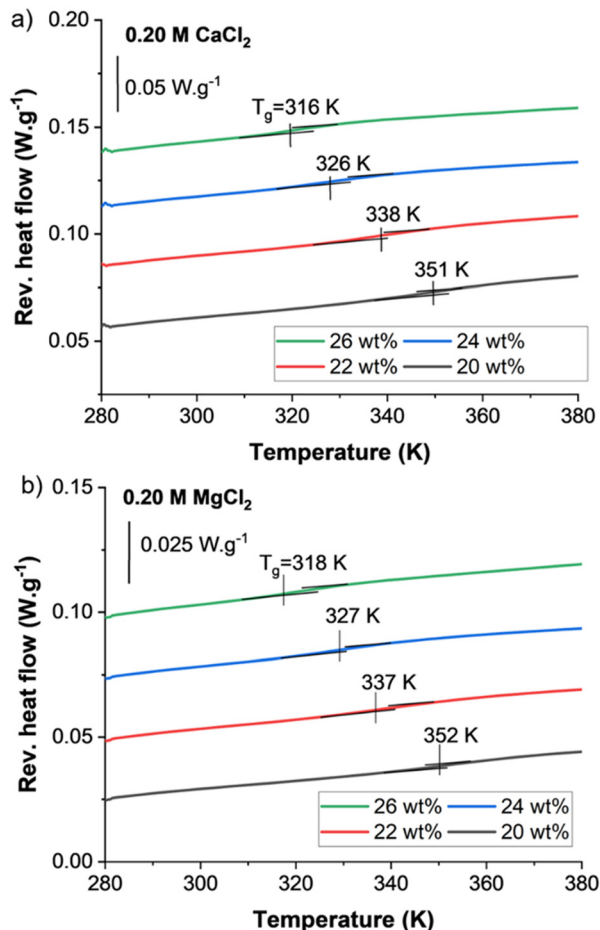 a)
0.20 M CaCl₂
0.05 W.g⁻¹
Tg=316 K
326 K
338 K
351 K
26 wt% 24 wt%
22 wt% 20 wt%
Rev. heat flow (W.g⁻¹)
0.20
0.15
0.10
0.05
280 300 320 340 360 380
Temperature (K)
b)
0.20 M MgCl₂
0.025 W.g⁻¹
Tg=318 K
327 K
337 K
352 K
26 wt% 24 wt%
22 wt% 20 wt%
Rev. heat flow (W.g⁻¹)
0.15
0.10
0.05
0.00
280 300 320 340 360 380
Temperature (K)